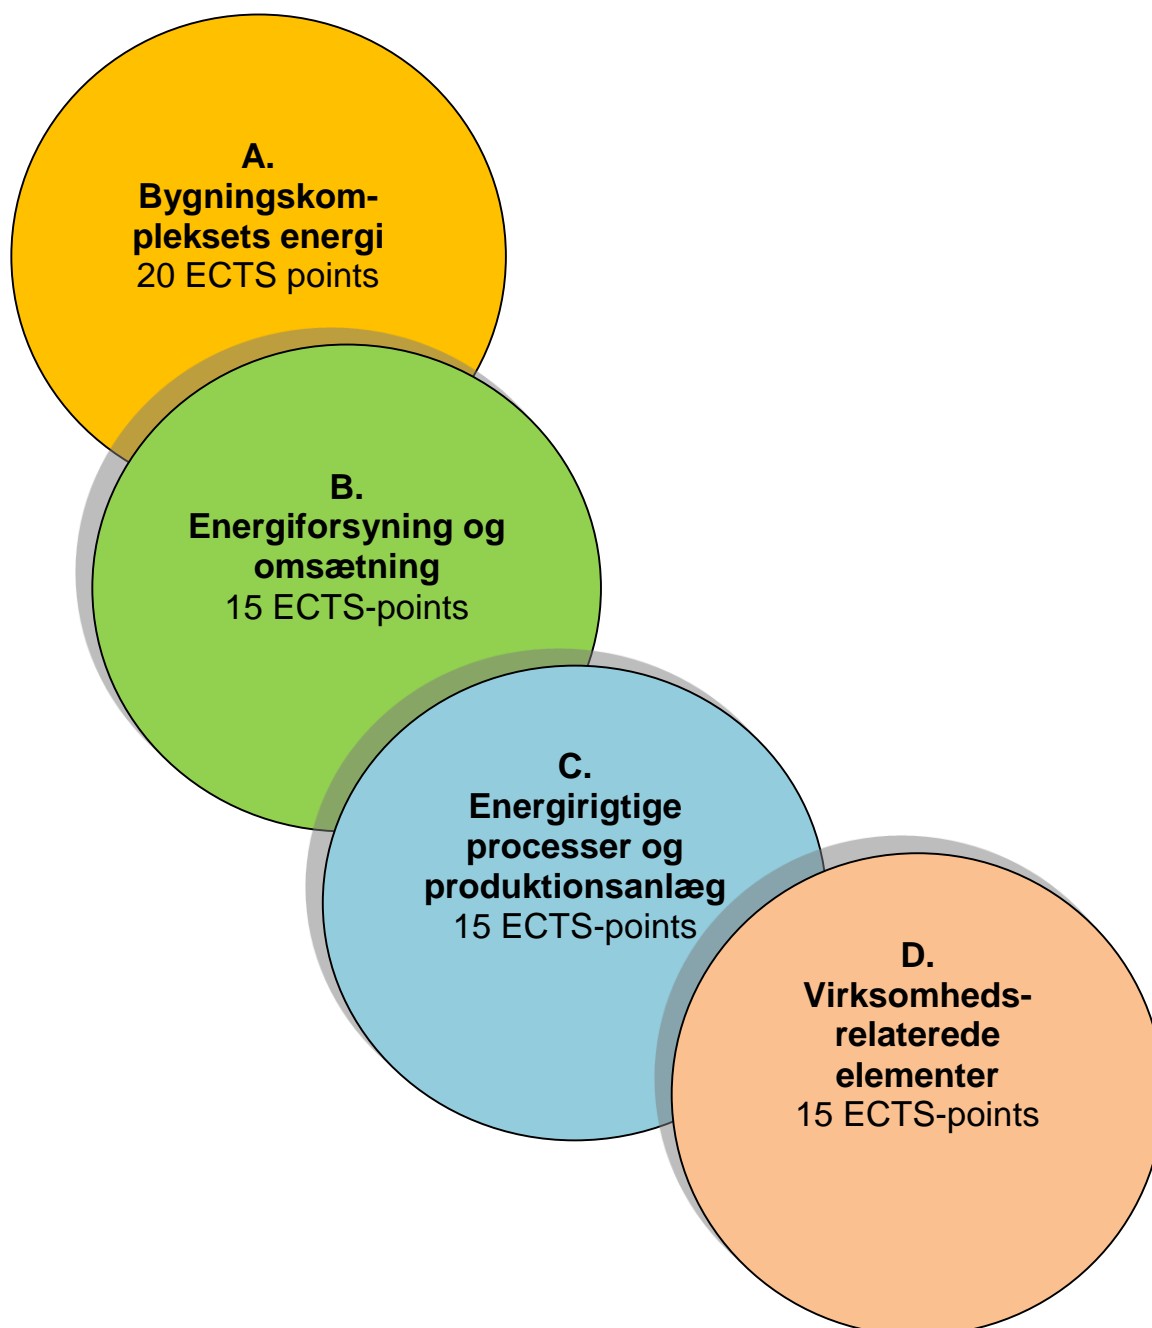 A.
Bygningskom-
pleksets energi
20 ECTS points
B.
Energiforsyning og
omsætning
15 ECTS-points
C.
Energirigtige
processer og
produktionsanlæg
15 ECTS-points
D.
Virksomheds-
relaterede
elementer
15 ECTS-points